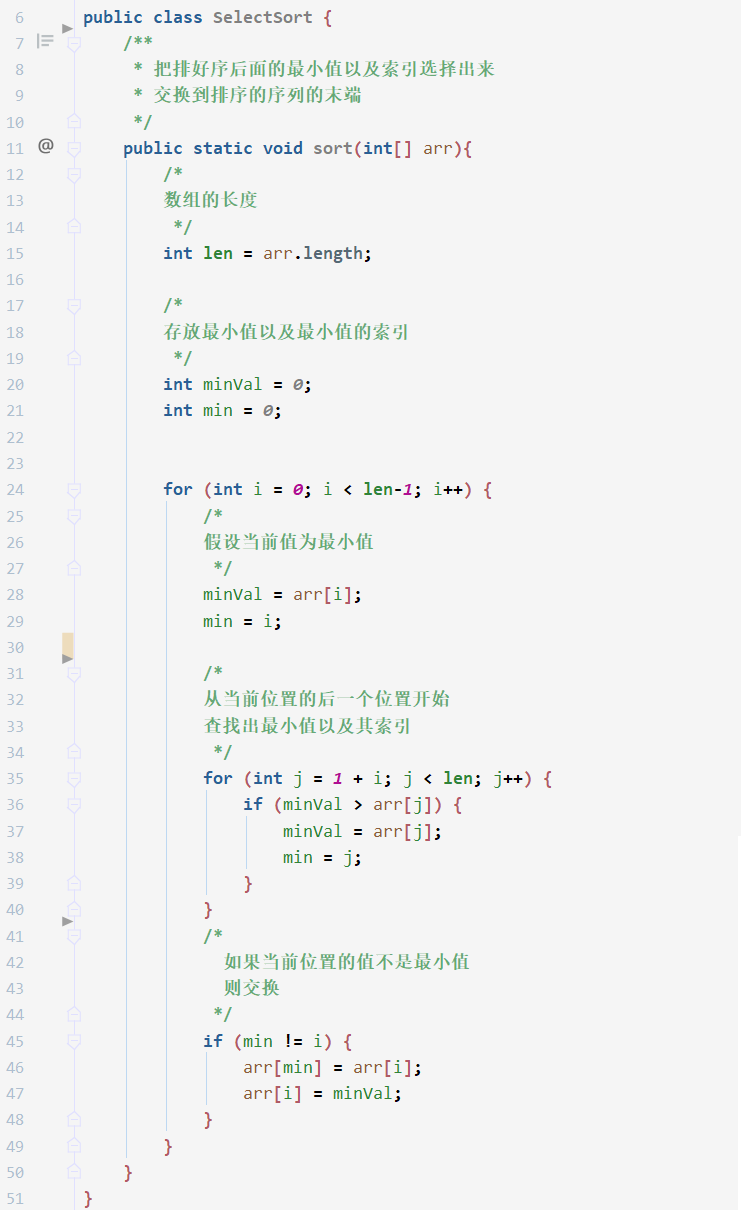 6 public class SelectSort {
7 /**
8 * 把排好序后面的最小值以及索引选择出来
9 * 交换到排序的序列的末端
10 */
11 @ public static void sort(int[] arr){
12 /*
13 数组的长度
14 */
15 int len = arr.length;
16
17 /*
18 存放最小值以及最小值的索引
19 */
20 int minVal = 0;
21 int min = 0;
22
23
24 for (int i = 0; i < len-1; i++) {
25 /*
26 假设当前值为最小值
27 */
28 minVal = arr[i];
29 min = i;
30
31 /*
32 从当前位置的后一个位置开始
33 查找出最小值以及其索引
34 */
35 for (int j = 1 + i; j < len; j++) {
36 if (minVal > arr[j]) {
37 minVal = arr[j];
38 min = j;
39 }
40 }
41 /*
42 如果当前位置的值不是最小值
43 则交换
44 */
45 if (min != i) {
46 arr[min] = arr[i];
47 arr[i] = minVal;
48 }
49 }
50 }
51 }